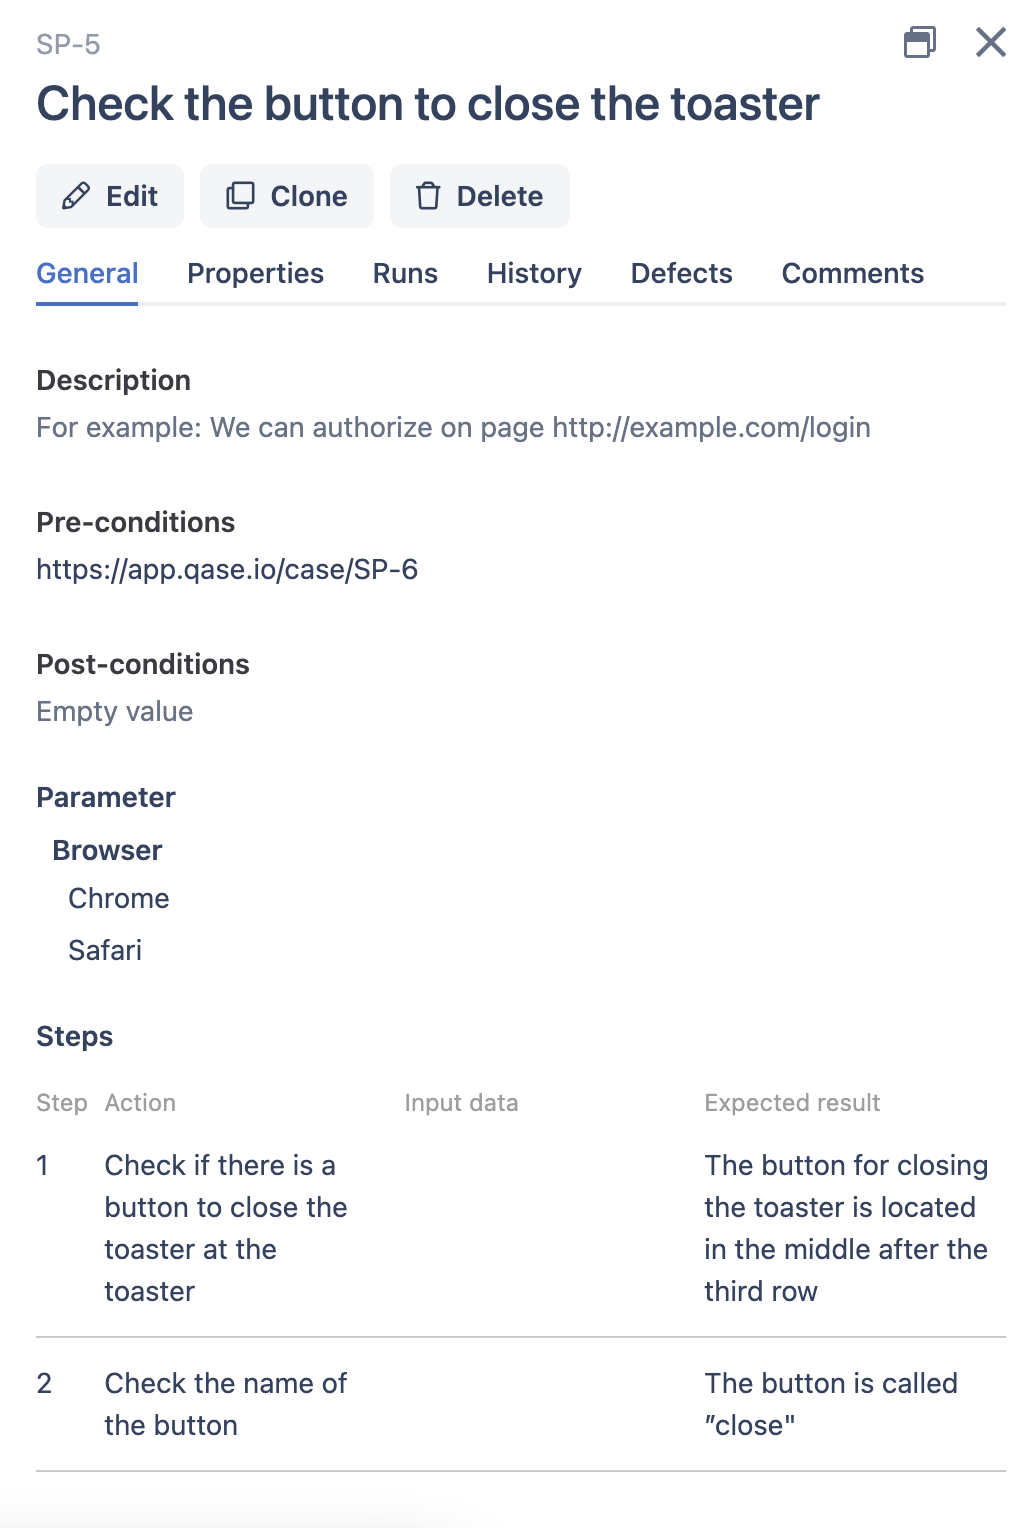 SP-5
Check the button to close the toaster
Edit Clone Delete
General Properties Runs History Defects Comments
Description
For example: We can authorize on page http://example.com/login
Pre-conditions
https://app.qase.io/case/SP-6
Post-conditions
Empty value
Parameter
Browser
Chrome
Safari
Steps
Step Action Input data Expected result
1 Check if there is a The button for closing
button to close the the toaster is located
toaster at the in the middle after the
toaster third row
2 Check the name of The button is called
the button ″close"